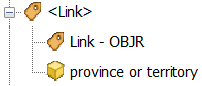 <Link>
Link - OBJR
province or territory